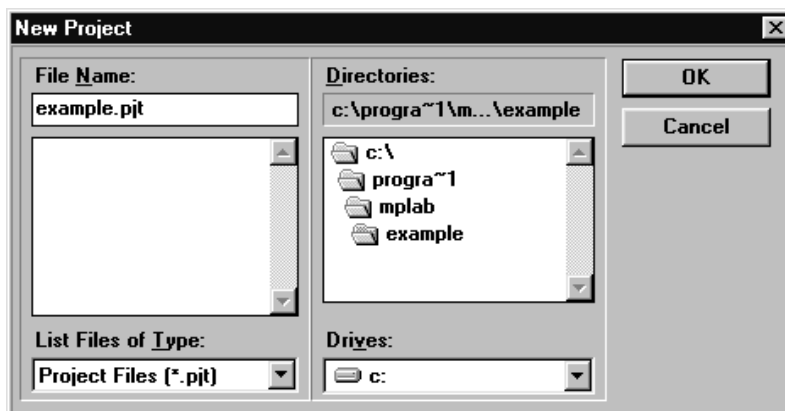 New Project
File Name:
example.pjt
List Files of Type:
Project Files (*.pjt)
Directories:
c:\progra~1\m...\example
c:\
progra~1
mplab
example
Drives:
c:
OK
Cancel